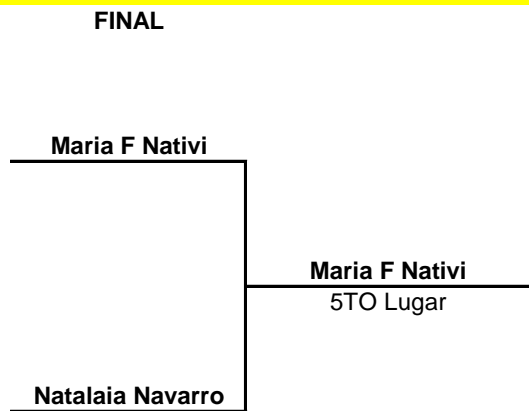 FINAL
Maria F Nativi
Maria F Nativi
5TO Lugar
Natalaia Navarro